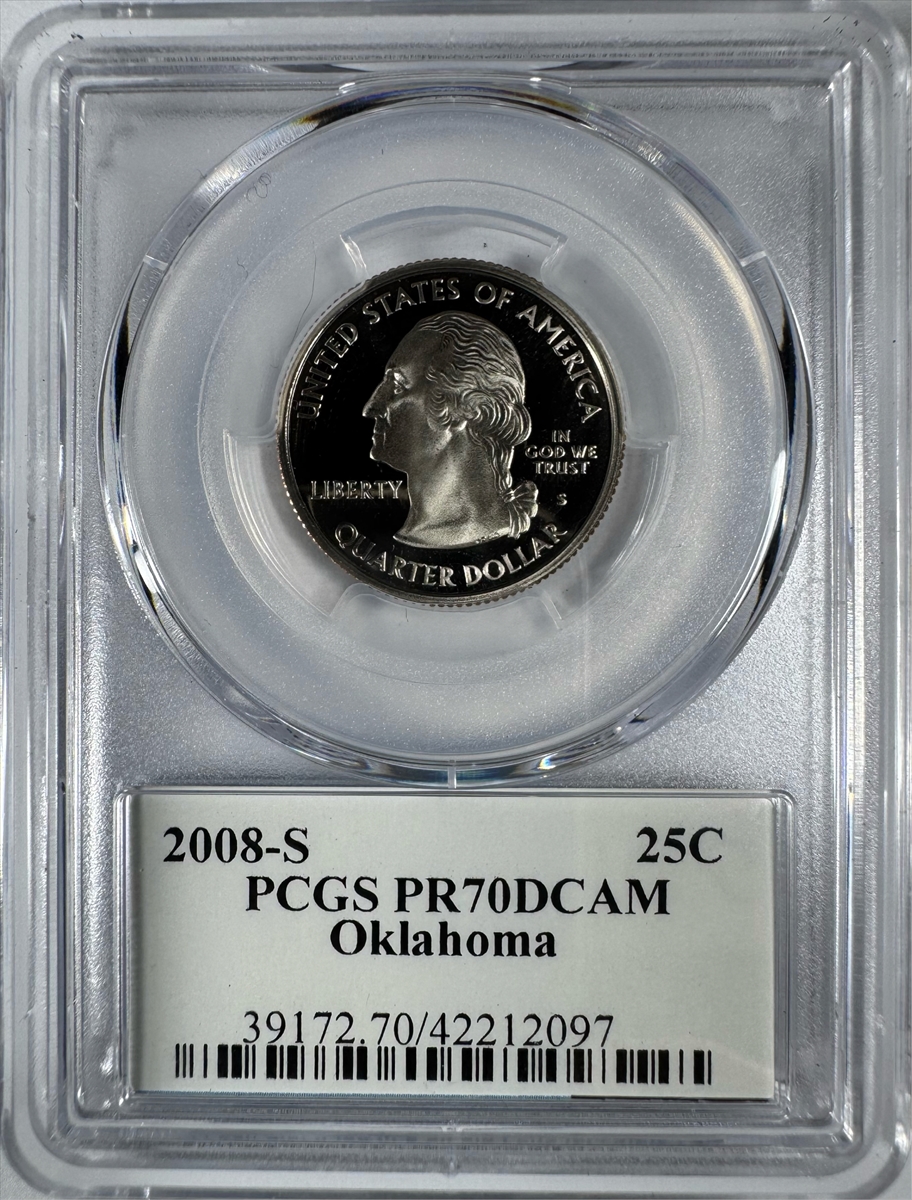 UNITED STATES OF AMERICA
IN
GOD WE
TRUST
LIBERTY
S
QUARTER DOLLAR
2008-S 25C
PCGS PR70DCAM
Oklahoma
39172.70/42212097